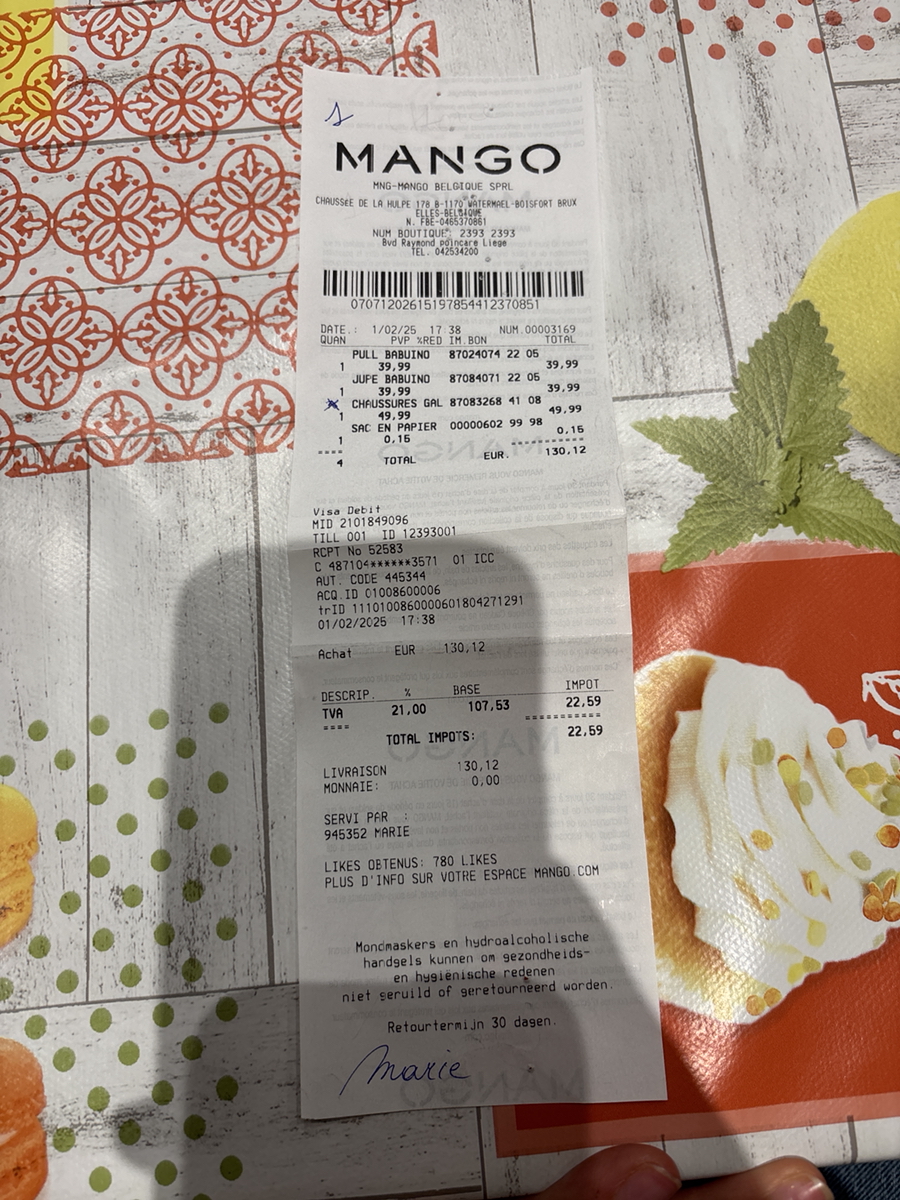 1
MANGO
MNG-MANGO BELGIQUE SPRL
CHAUSSéE DE LA HULPE 178 B-1170 WATERMAEL-BOISFORT BRUX
ELLES-BELGIQUE
N. FBE-0465370861
NUM BOUTIQUE: 2393 2393
Bvd Raymond poincare Liege
TEL. 042534200
07071202615197854412370851
DATE.: 1/02/25 17:38 NUM.00003169
QUAN PVP %RED IM.BON TOTAL
PULL BABUINO 87024074 22 05
1 39,99 39,99
JUPE BABUINO 87084071 22 05
1 39,99 39,99
CHAUSSURES GAL 87083268 41 08
1 49,99 49,99
SAC EN PAPIER 00000602 99 98
1 0,15 0,15
---- ----------
4 TOTAL EUR. 130,12
Visa Debit
MID 2101849096
TILL 001 ID 12393001
RCPT No 52583
C 487104******3571 01 ICC
AUT. CODE 445344
ACQ.ID 01008600006
trID 1110100860000601804271291
01/02/2025 17:38
Achat EUR 130,12
DESCRIP. % BASE IMPOT
TVA 21,00 107,53 22,59
==== ===========
TOTAL IMPOTS: 22,59
LIVRAISON 130,12
MONNAIE: 0,00
SERVI PAR :
945352 MARIE
LIKES OBTENUS: 780 LIKES
PLUS D'INFO SUR VOTRE ESPACE MANGO.COM
Mondmaskers en hydroalcoholische
handgels kunnen om gezondheids-
en hygiënische redenen
niet geruild of geretourneerd worden.
Retourtermijn 30 dagen.
Marie